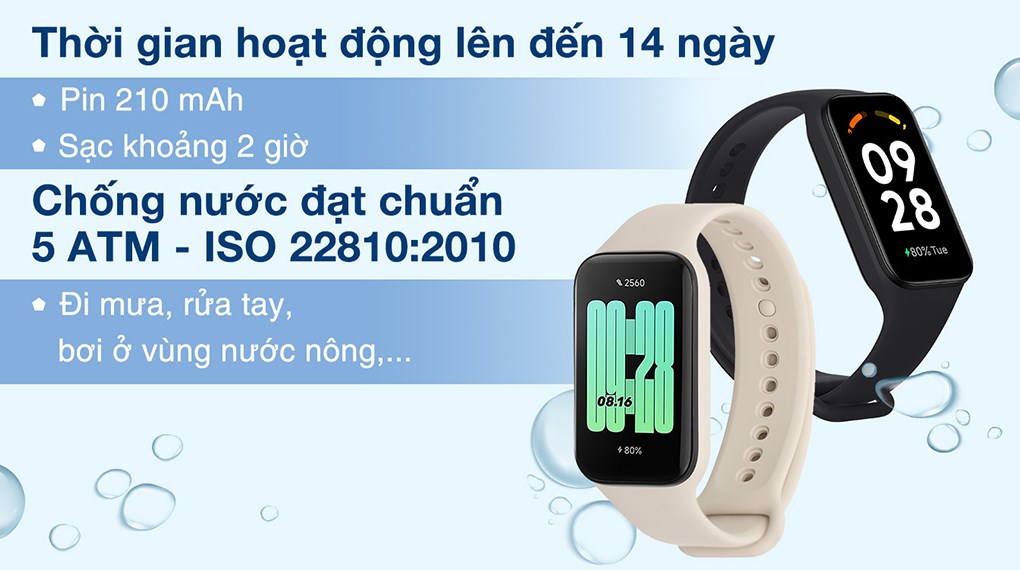 Thời gian hoạt động lên đến 14 ngày
Pin 210 mAh
Sạc khoảng 2 giờ
Chống nước đạt chuẩn
5 ATM - ISO 22810:2010
Đi mưa, rửa tay,
bơi ở vùng nước nông,...
09
28
80% Tue
2560
09:28
08.16
80%